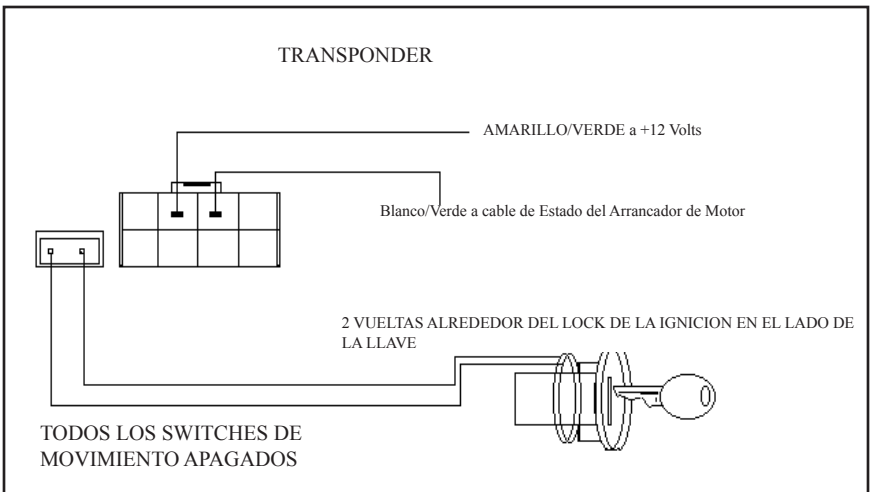 TRANSPONDER
AMARILLO/VERDE a +12 Volts
Blanco/Verde a cable de Estado del Arrancador de Motor
2 VUELTAS ALREDEDOR DEL LOCK DE LA IGNICION EN EL LADO DE
LA LLAVE
TODOS LOS SWITCHES DE
MOVIMIENTO APAGADOS